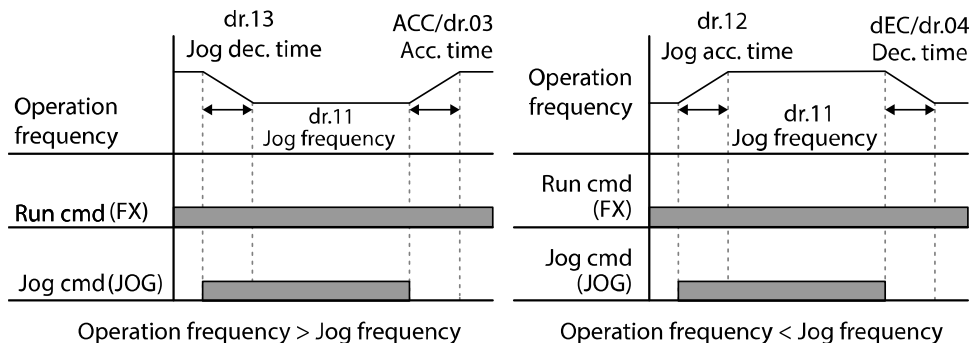 dr.13
Jog dec. time
ACC/dr.03
Acc. time
Operation
frequency
dr.11
Jog frequency
Run cmd (FX)
Jog cmd (JOG)
Operation frequency > Jog frequency
dr.12
Jog acc. time
dEC/dr.04
Dec. time
Operation
frequency
dr.11
Jog frequency
Run cmd
(FX)
Jog cmd
(JOG)
Operation frequency < Jog frequency